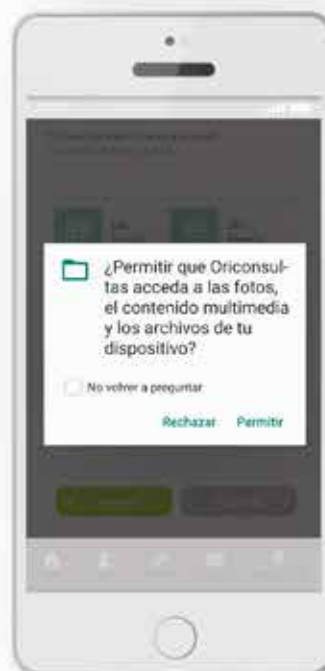 ¿Permitir que Oriconsul-
tas acceda a las fotos,
el contenido multimedia
y los archivos de tu
dispositivo?
No volver a preguntar
Rechazar Permitir